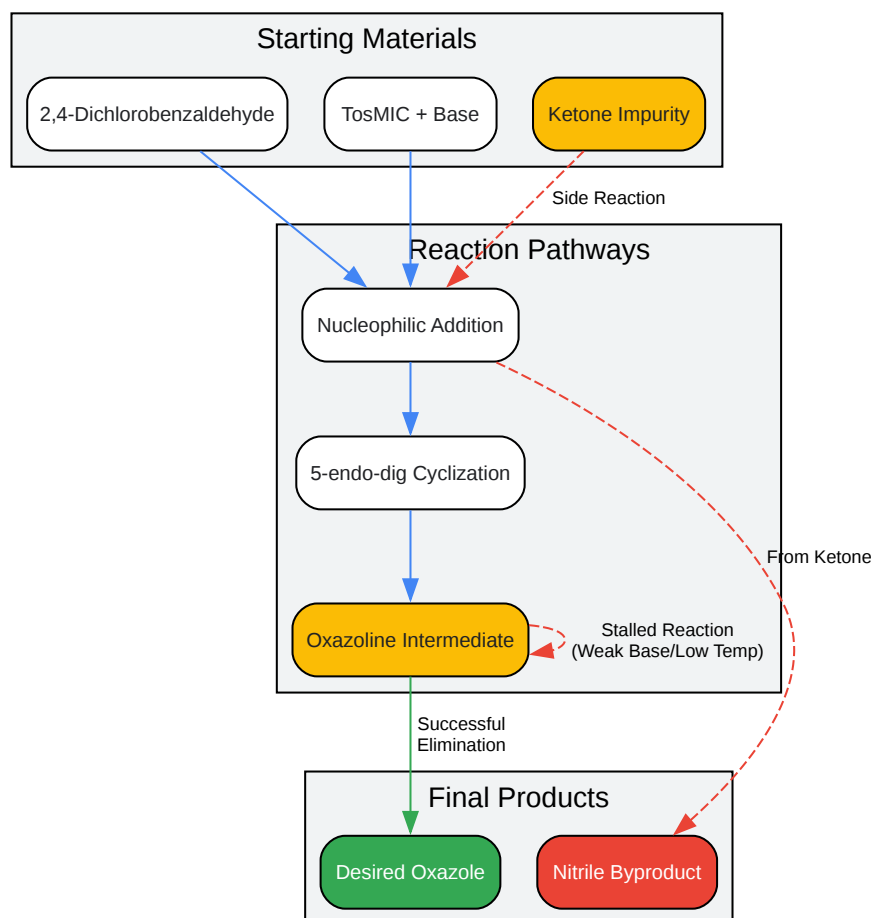 Starting Materials
2,4-Dichlorobenzaldehyde
TosMIC + Base
Ketone Impurity
Side Reaction
Reaction Pathways
Nucleophilic Addition
5-endo-dig Cyclization
From Ketone
Oxazoline Intermediate
Stalled Reaction
(Weak Base/Low Temp)
Successful
Elimination
Final Products
Desired Oxazole
Nitrile Byproduct